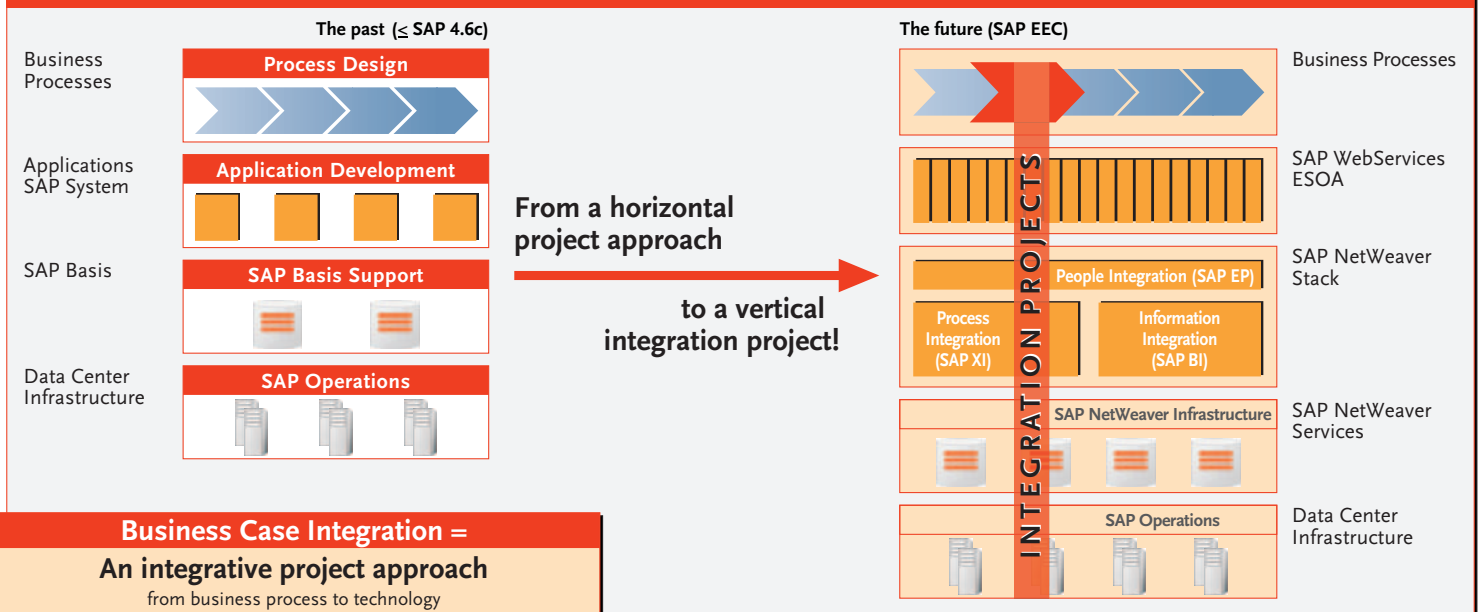 The past (≤ SAP 4.6c)
Business
Processes
Process Design
Applications
SAP System
Application Development
SAP Basis
SAP Basis Support
Data Center
Infrastructure
SAP Operations
From a horizontal
project approach
to a vertical
integration project!
The future (SAP EEC)
Business Processes
SAP WebServices
ESOA
SAP NetWeaver
Stack
People Integration (SAP EP)
Process
Integration
(SAP XI)
Information
Integration
(SAP BI)
SAP NetWeaver Infrastructure
SAP NetWeaver
Services
SAP Operations
Data Center
Infrastructure
INTEGRATION PROJECTS
Business Case Integration =
An integrative project approach
from business process to technology